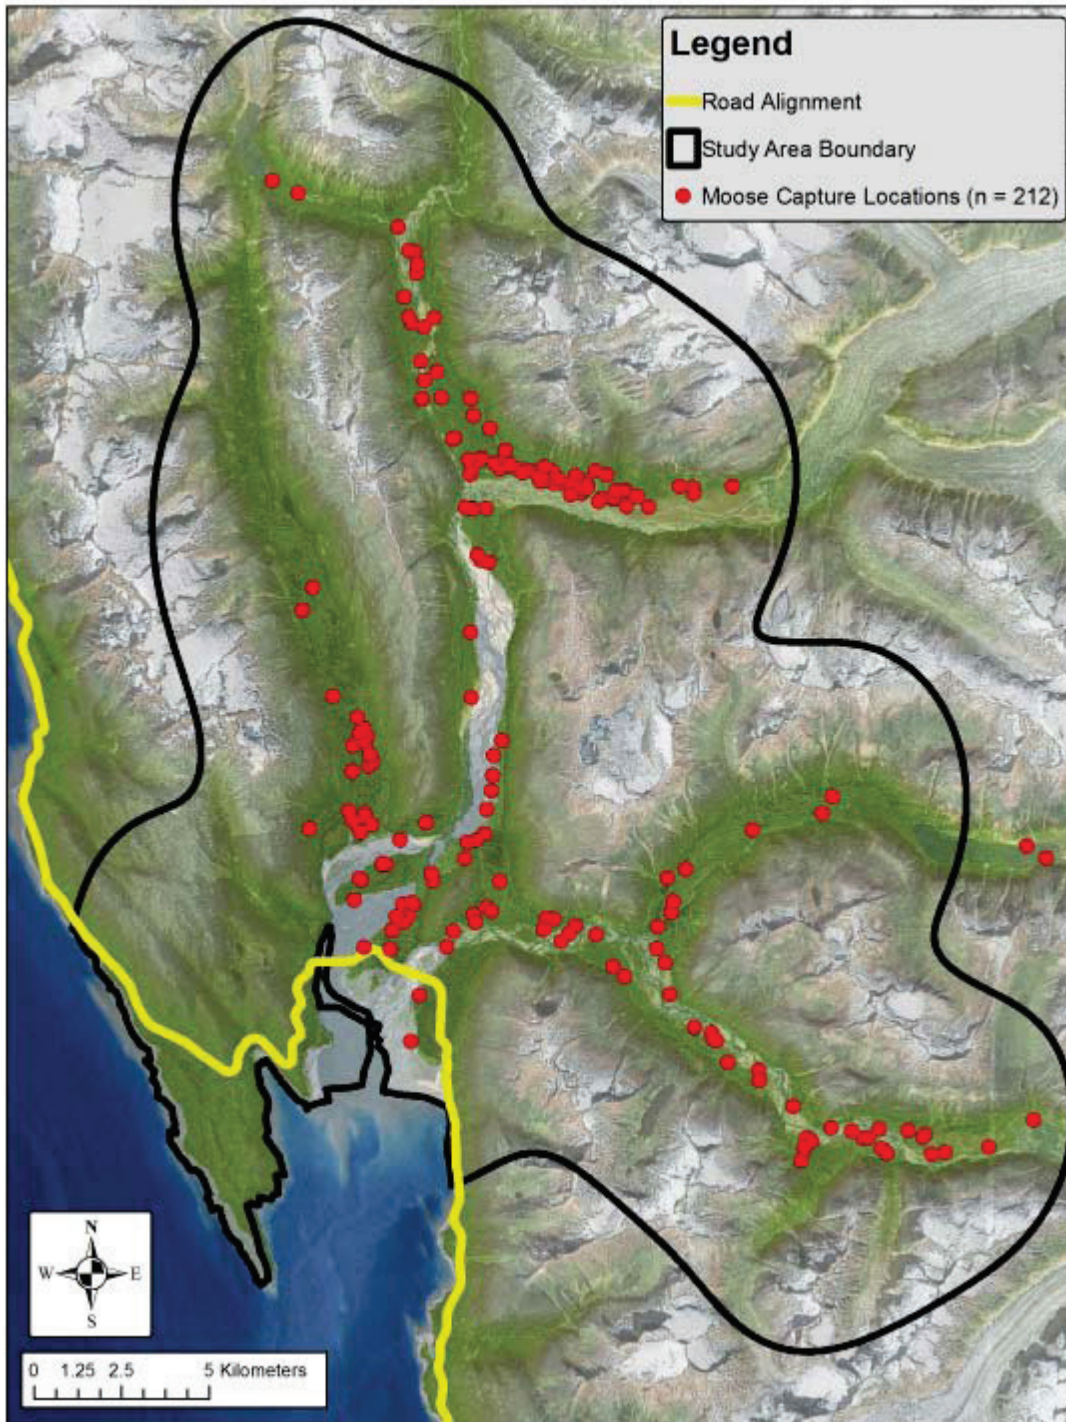 Legend
Road Alignment
Study Area Boundary
Moose Capture Locations (n = 212)
N
W E
S
0 1.25 2.5 5 Kilometers